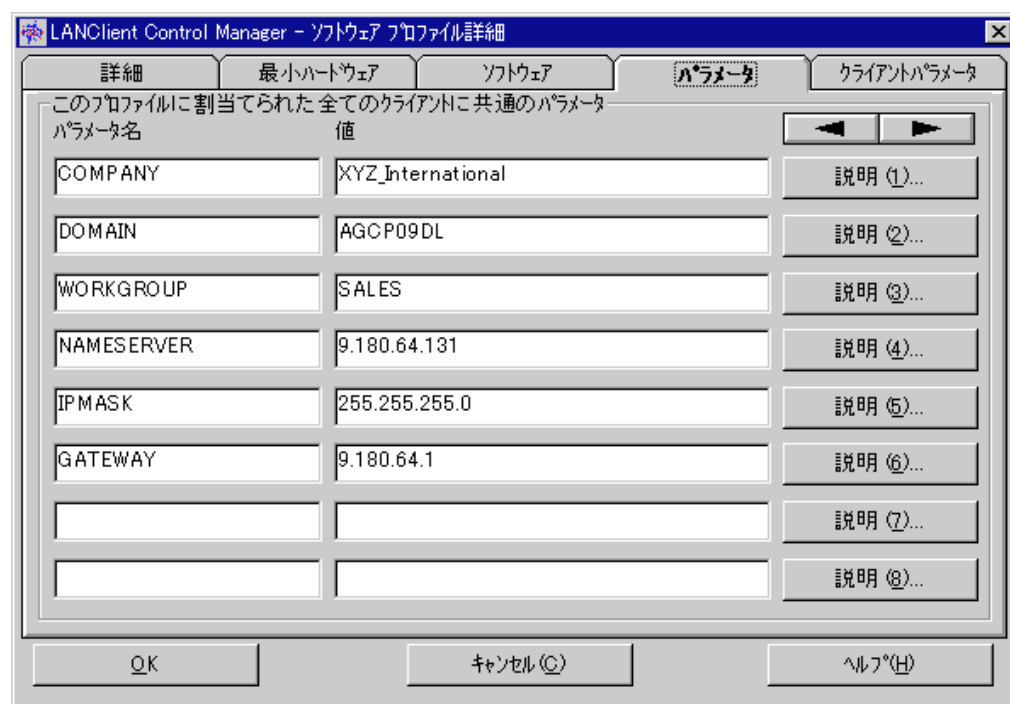 LANClient Control Manager - ソフトウェア プロファイル詳細
詳細 最小ハードウェア ソフトウェア パラメータ クライアントパラメータ
このプロファイルに割当てられた全てのクライアントに共通のパラメータ
パラメータ名 値
COMPANY XYZ_International 説明 (1)...
DOMAIN AGCP09DL 説明 (2)...
WORKGROUP SALES 説明 (3)...
NAMESERVER 9.180.64.131 説明 (4)...
IPMASK 255.255.255.0 説明 (5)...
GATEWAY 9.180.64.1 説明 (6)...
説明 (7)...
説明 (8)...
OK キャンセル(C) ヘルプ(H)